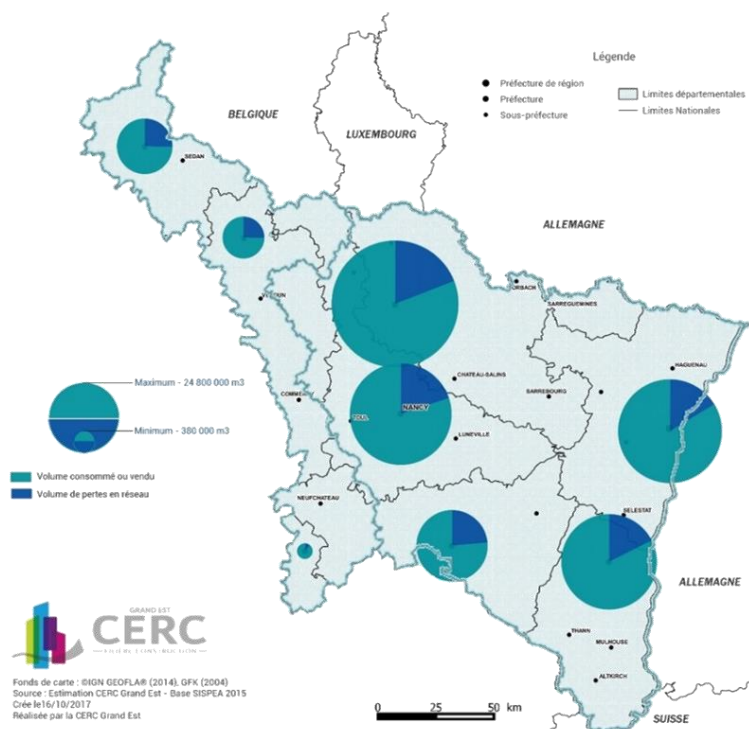 Légende
Préfecture de région
Préfecture
Sous-préfecture
Limites départementales
Limites Nationales
BELGIQUE
LUXEMBOURG
ALLEMAGNE
SEDAN
SARREGUEMINES
HAGUENAU
CHATEAU-SALINS
SARREBOURG
NANCY
TOUL
LUNEVILLE
NEUFCHATEAU
SELESTAT
ALLEMAGNE
THANN
MULHOUSE
ALTKIRCH
SUISSE
Maximum - 24 800 000 m3
Minimum - 380 000 m3
Volume consommé ou vendu
Volume de pertes en réseau
GRAND EST
CERC
FILIÈRE CONSTRUCTION
Fonds de carte : ©IGN GEOFLA® (2014), GFK (2004)
Source : Estimation CERC Grand Est - Base SISPEA 2015
Crée le16/10/2017
Réalisée par la CERC Grand Est
0 25 50 km